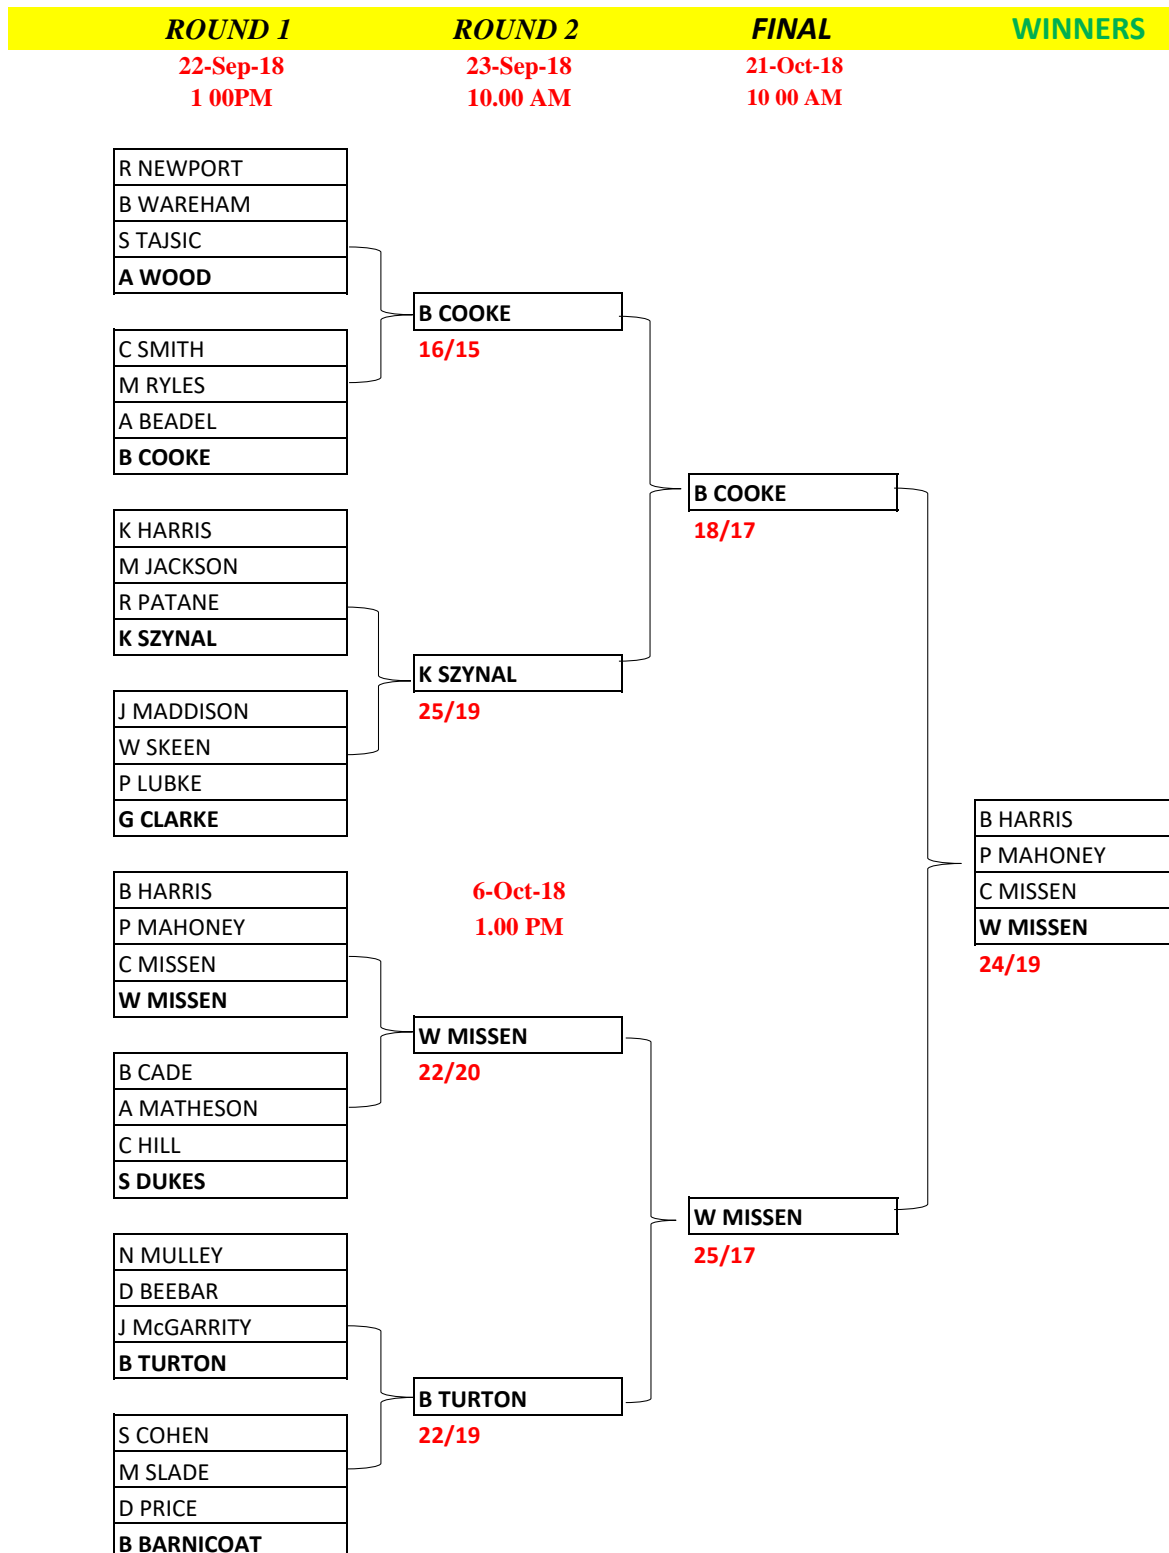 ROUND 1 ROUND 2 FINAL WINNERS
22-Sep-18 23-Sep-18 21-Oct-18
1 00PM 10.00 AM 10 00 AM
R NEWPORT
B WAREHAM
S TAJSIC
A WOOD
B COOKE
16/15
C SMITH
M RYLES
A BEADEL
B COOKE
B COOKE
18/17
K HARRIS
M JACKSON
R PATANE
K SZYNAL
K SZYNAL
25/19
J MADDISON
W SKEEN
P LUBKE
G CLARKE
B HARRIS
P MAHONEY
C MISSEN
W MISSEN
24/19
B HARRIS
P MAHONEY
C MISSEN
W MISSEN
6-Oct-18
1.00 PM
W MISSEN
22/20
B CADE
A MATHESON
C HILL
S DUKES
W MISSEN
25/17
N MULLEY
D BEEBAR
J McGARRITY
B TURTON
B TURTON
22/19
S COHEN
M SLADE
D PRICE
B BARNICOAT